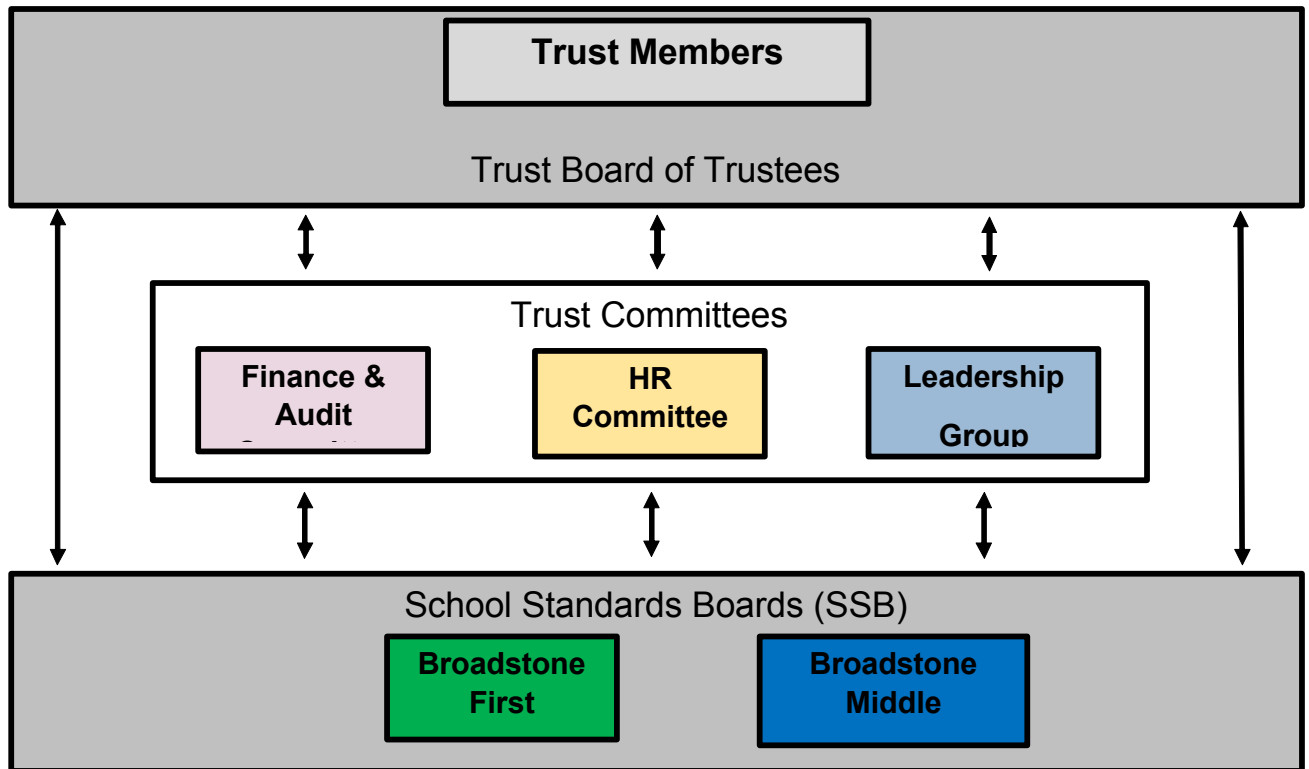 Trust Members
Trust Board of Trustees
Trust Committees
Finance &
Audit
HR
Committee
Leadership
Group
School Standards Boards (SSB)
Broadstone
First
Broadstone
Middle